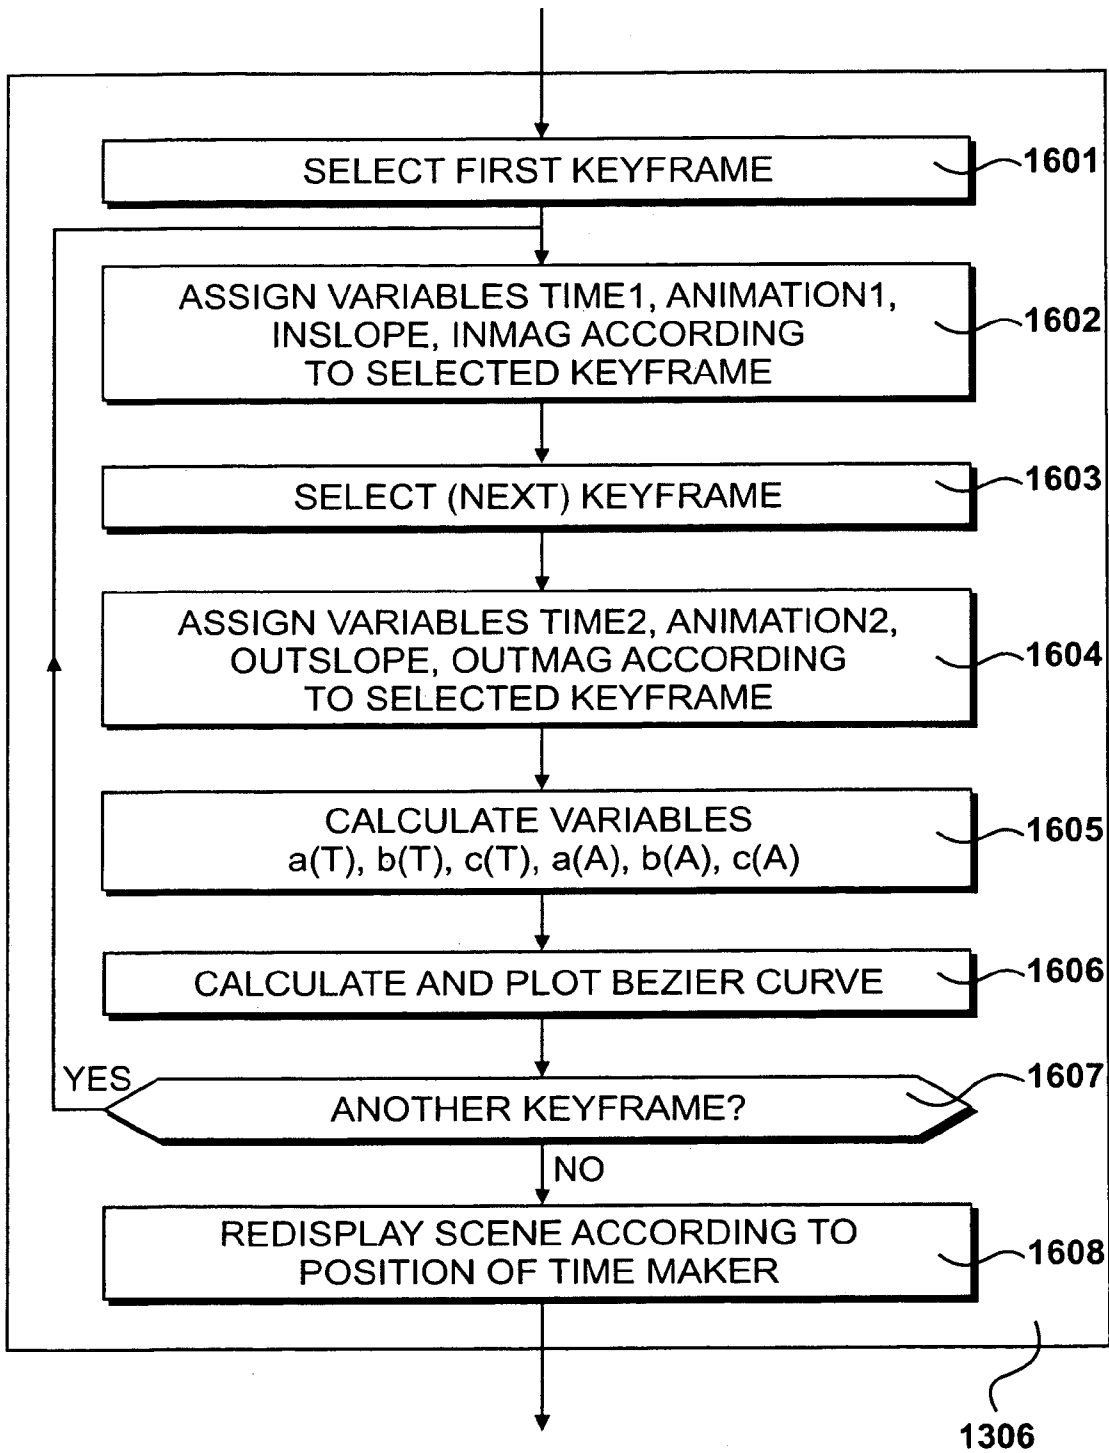 SELECT FIRST KEYFRAME
1601
ASSIGN VARIABLES TIME1, ANIMATION1,
INSLOPE, INMAG ACCORDING
TO SELECTED KEYFRAME
1602
SELECT (NEXT) KEYFRAME
1603
ASSIGN VARIABLES TIME2, ANIMATION2,
OUTSLOPE, OUTMAG ACCORDING
TO SELECTED KEYFRAME
1604
CALCULATE VARIABLES
a(T), b(T), c(T), a(A), b(A), c(A)
1605
CALCULATE AND PLOT BEZIER CURVE
1606
YES
ANOTHER KEYFRAME?
1607
NO
REDISPLAY SCENE ACCORDING TO
POSITION OF TIME MAKER
1608
1306